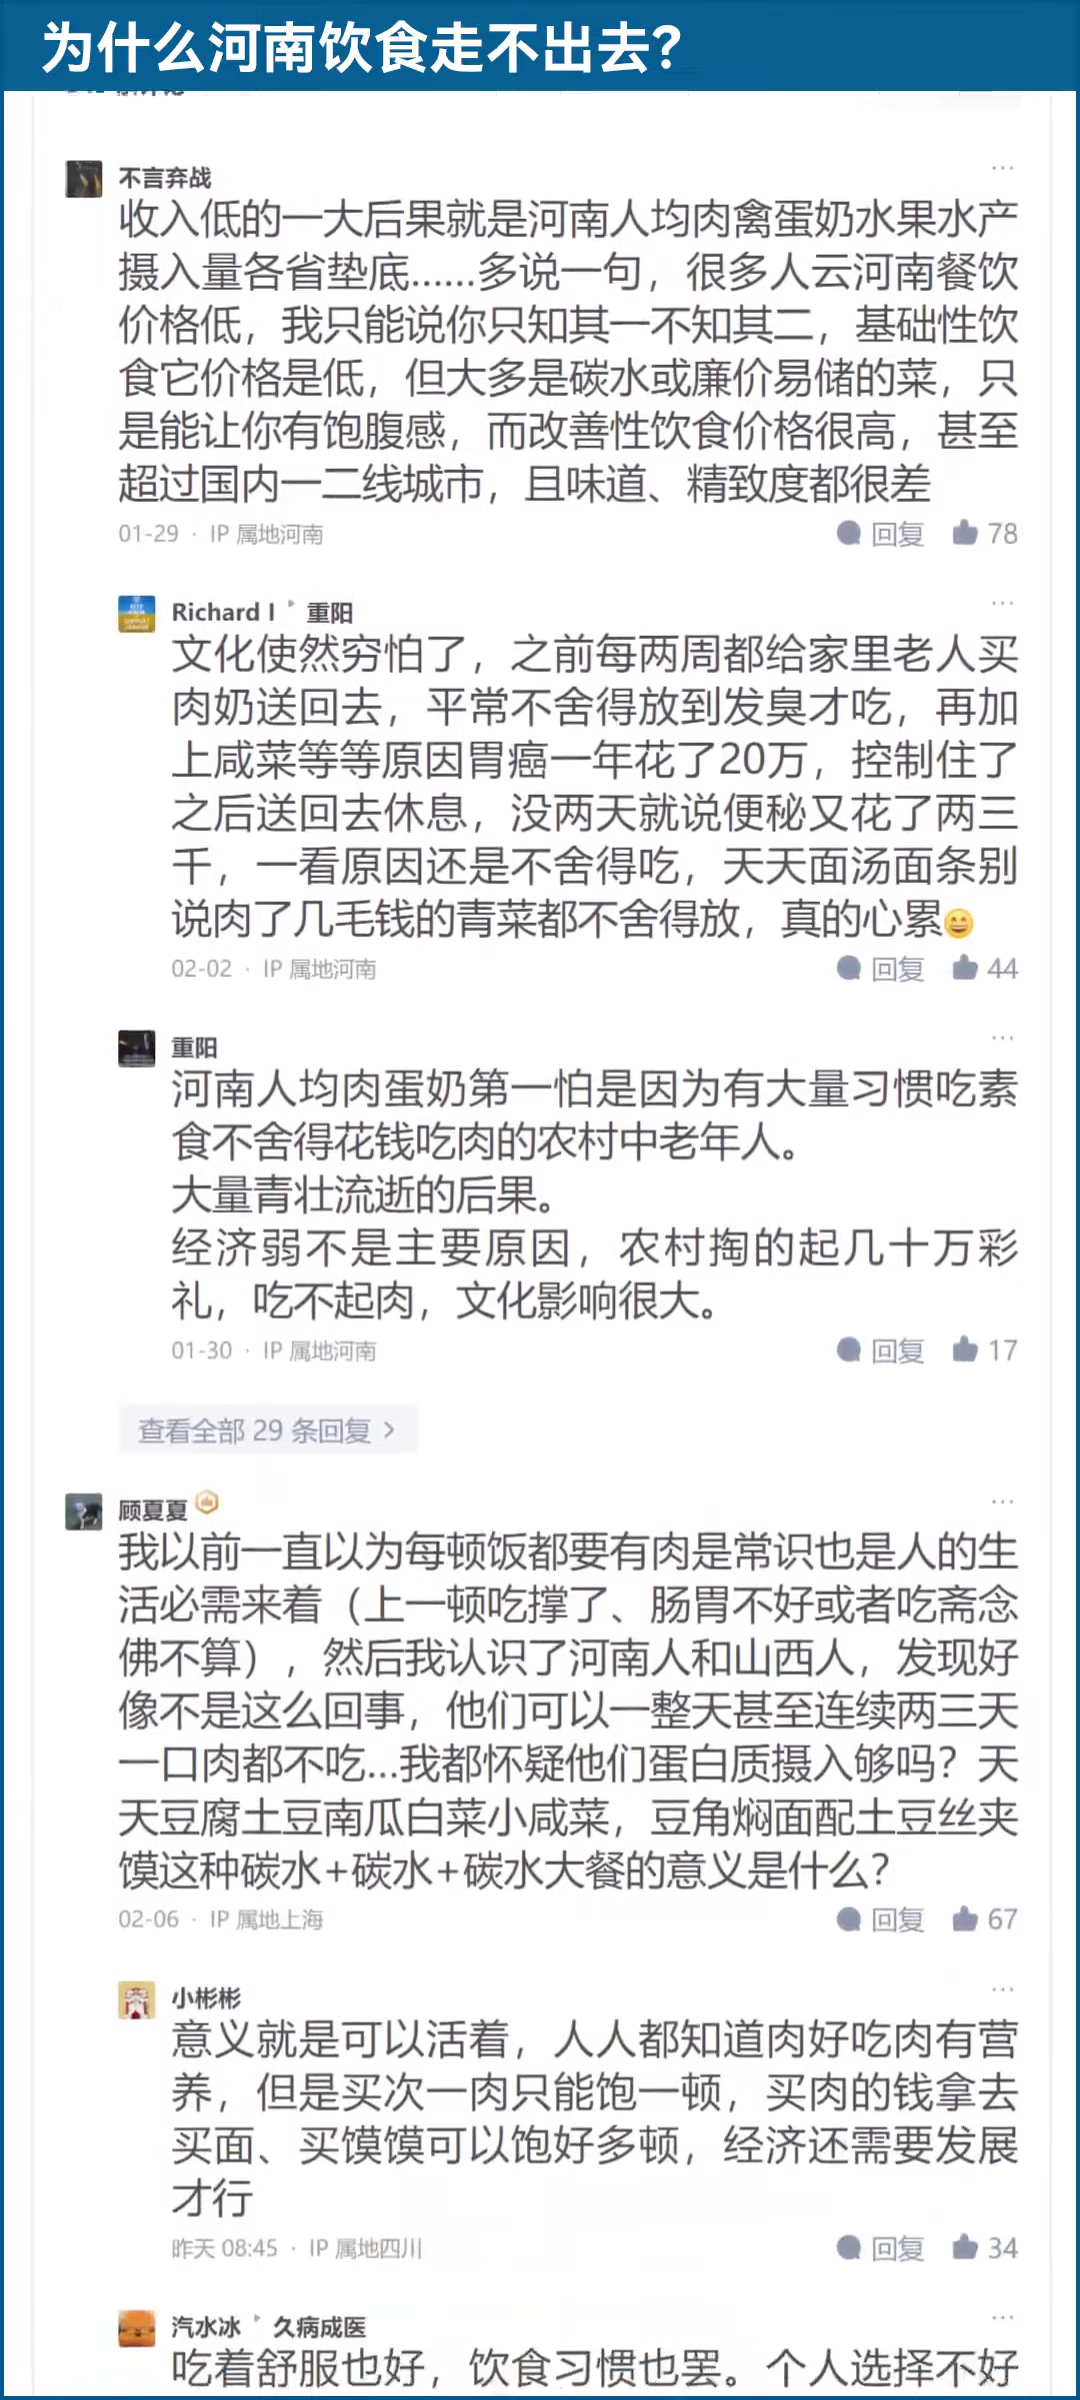 为什么河南饮食走不出去?
不言弃战
收入低的一大后果就是河南人均肉禽蛋奶水果水产
摄入量各省垫底……多说一句，很多人云河南餐饮
价格低，我只能说你只知其一不知其二，基础性饮
食它价格是低，但大多是碳水或廉价易储的菜，只
是能让你有饱腹感，而改善性饮食价格很高，甚至
超过国内一二线城市，且味道、精致度都很差
01-29 · IP 属地河南
回复 78
Richard l 重阳
文化使然穷怕了，之前每两周都给家里老人买
肉奶送回去，平常不舍得放到发臭才吃，再加
上咸菜等等原因胃癌一年花了20万，控制住了
之后送回去休息，没两天就说便秘又花了两三
千，一看原因还是不舍得吃，天天面汤面条别
说肉了几毛钱的青菜都不舍得放，真的心累😄
02-02 · IP 属地河南
回复 44
重阳
河南人均肉蛋奶第一怕是因为有大量习惯吃素
食不舍得花钱吃肉的农村中老年人。
大量青壮流逝的后果。
经济弱不是主要原因，农村掏的起几十万彩
礼，吃不起肉，文化影响很大。
01-30 · IP 属地河南
回复 17
查看全部 29 条回复 >
顾夏夏
我以前一直以为每顿饭都要有肉是常识也是人的生
活必需来着（上一顿吃撑了、肠胃不好或者吃斋念
佛不算），然后我认识了河南人和山西人，发现好
像不是这么回事，他们可以一整天甚至连续两三天
一口肉都不吃...我都怀疑他们蛋白质摄入够吗？天
天豆腐土豆南瓜白菜小咸菜，豆角焖面配土豆丝夹
馍这种碳水+碳水+碳水大餐的意义是什么？
02-06 · IP 属地上海
回复 67
小彬彬
意义就是可以活着，人人都知道肉好吃肉有营
养，但是买次一肉只能饱一顿，买肉的钱拿去
买面、买馍馍可以饱好多顿，经济还需要发展
才行
昨天 08:45 · IP 属地四川
回复 34
汽水冰 久病成医
吃着舒服也好，饮食习惯也罢。个人选择不好